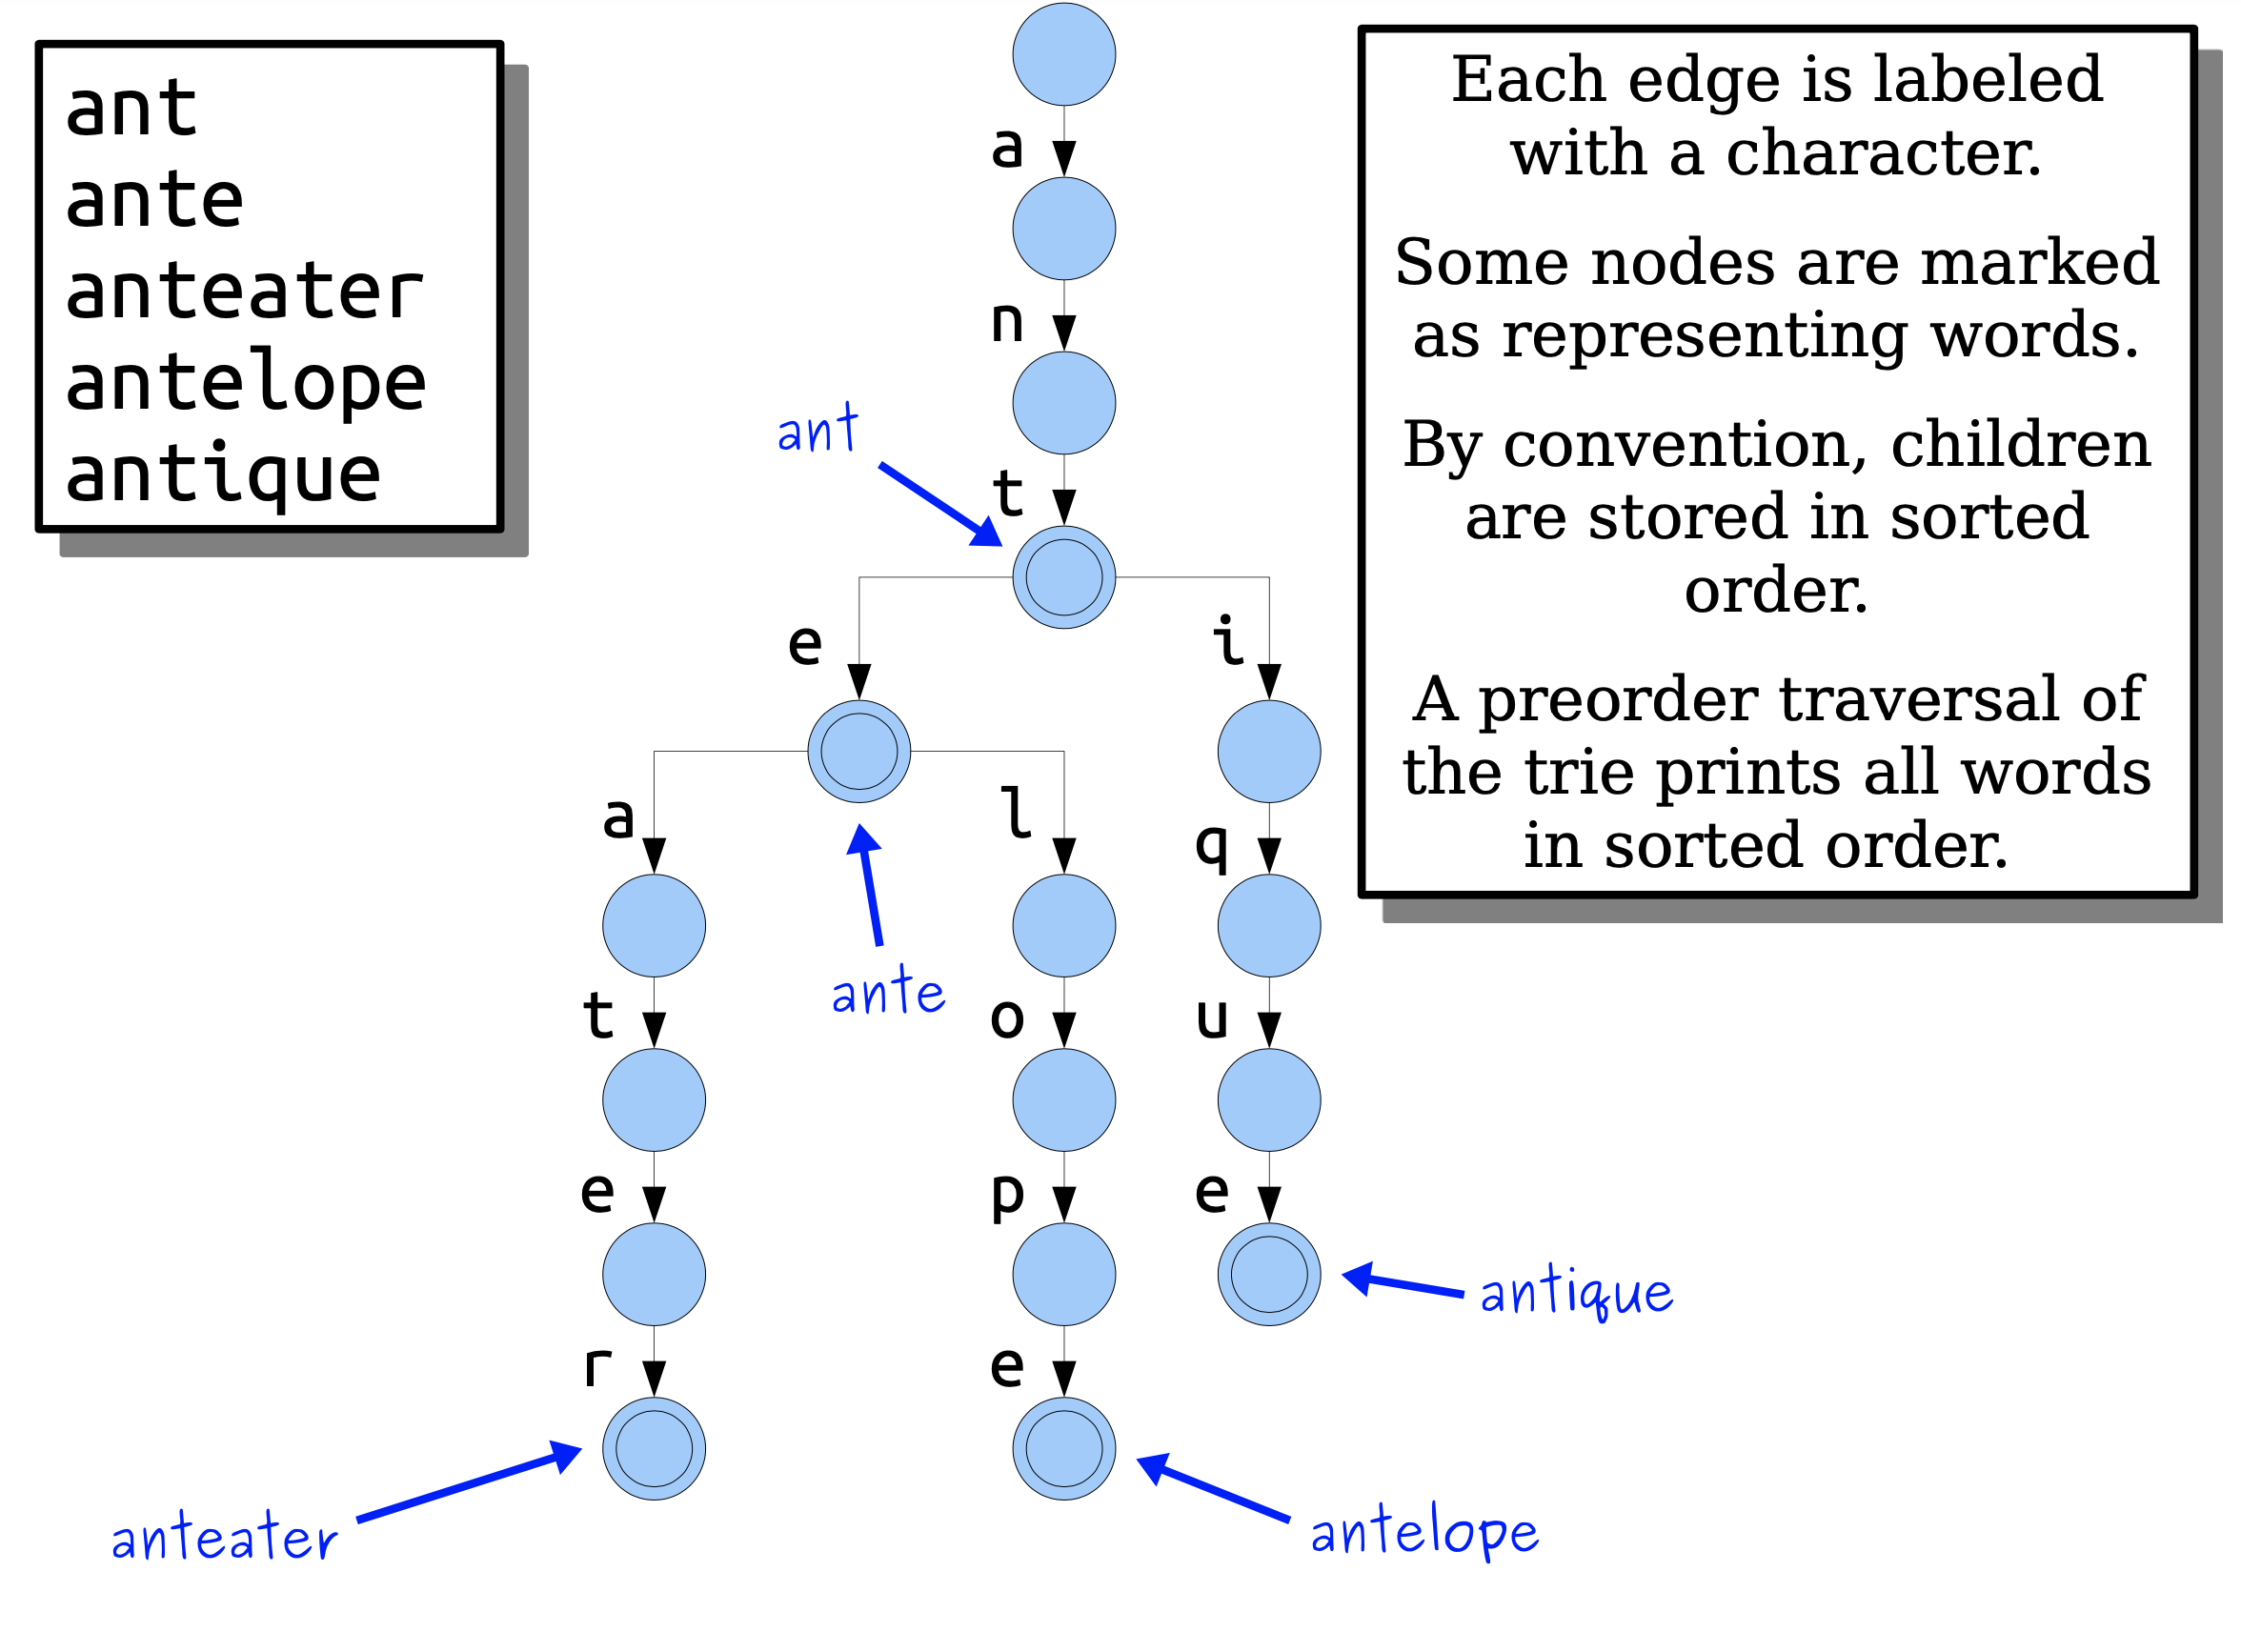 ant
ante
anteater
antelope
antique
Each edge is labeled
with a character.
Some nodes are marked
as representing words.
By convention, children
are stored in sorted
order.
A preorder traversal of
the trie prints all words
in sorted order.
a
n
ant
t
e
i
a
l
q
ante
t
o
u
e
p
e
antique
r
e
anteater
antelope